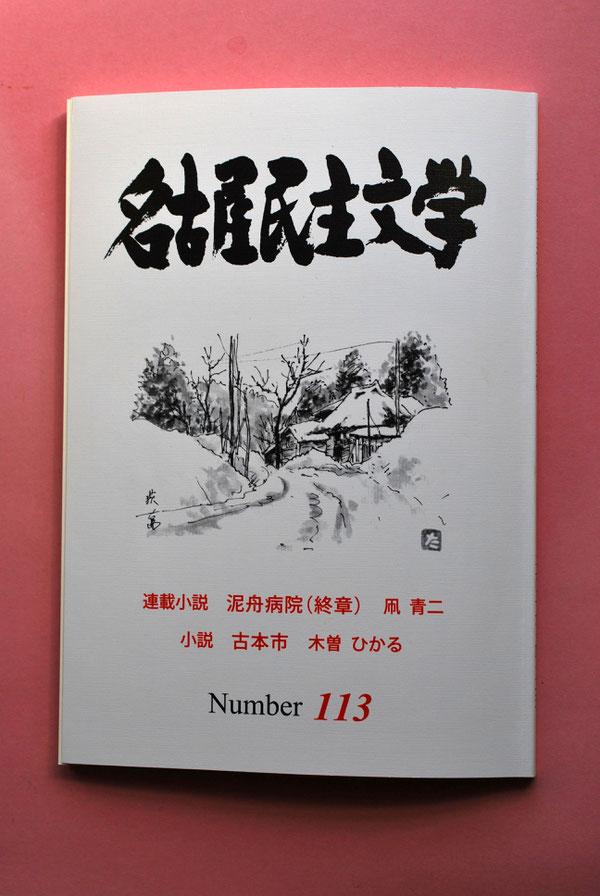 名古屋民主文学
た
連載小説 泥舟病院(終章) 凧 青二
小説 古本市 木曽 ひかる
Number 113